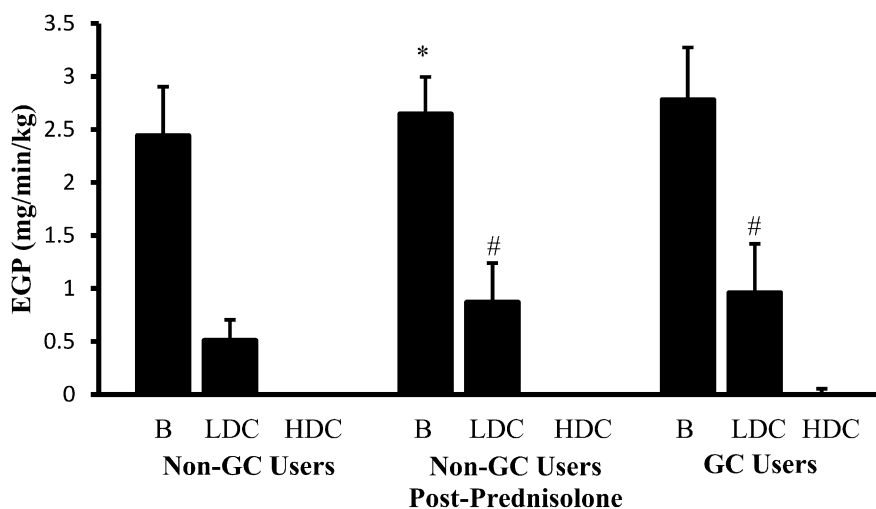 EGP (mg/min/kg)
3.5
3
2.5
2
1.5
1
0.5
0
*
#
#
B LDC HDC B LDC HDC B LDC HDC
Non-GC Users Non-GC Users GC Users
Post-Prednisolone